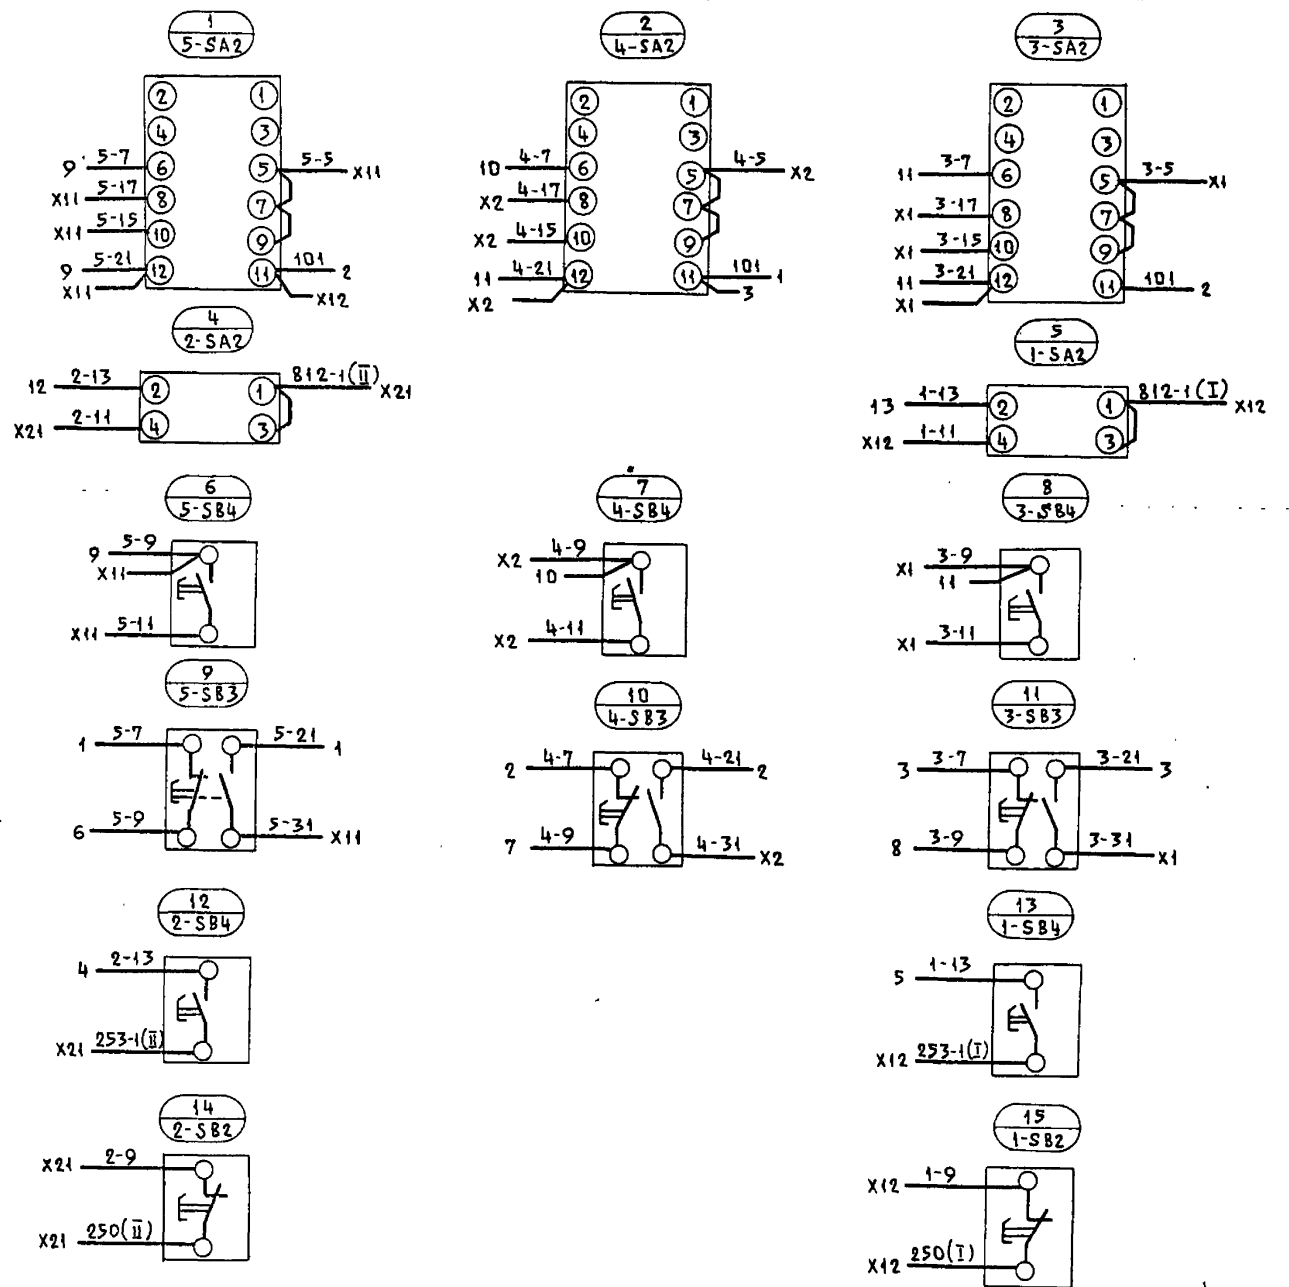 1
5-SA2
2 1
4 3
9 5-7 6 5 5-5 X11
X11 5-17 8 7
X11 5-15 10 9
9 5-21 12 11 101 2
X11 X12
2
4-SA2
2 1
4 3
10 4-7 6 5 4-5 X2
X2 4-17 8 7
X2 4-15 10 9
11 4-21 12 11 101 1
X2 3
3
3-SA2
2 1
4 3
11 3-7 6 5 3-5 X1
X1 3-17 8 7
X1 3-15 10 9
11 3-21 12 11 101 2
X1
4
2-SA2
12 2-13 2 1 812-1(II) X21
X21 2-11 4 3
5
1-SA2
13 1-13 2 1 812-1(I) X12
X12 1-11 4 3
6
5-SB4
9 5-9
X11
X11 5-11
7
4-SB4
X2 4-9
10
X2 4-11
8
3-SB4
X1 3-9
11
X1 3-11
9
5-SB3
1 5-7 5-21 1
6 5-9 5-31 X11
10
4-SB3
2 4-7 4-21 2
7 4-9 4-31 X2
11
3-SB3
3 3-7 3-21 3
8 3-9 3-31 X1
12
2-SB4
4 2-13
X21 253-1(II)
13
1-SB4
5 1-13
X12 253-1(I)
14
2-SB2
X21 2-9
X21 250(II)
15
1-SB2
X12 1-9
X12 250(I)